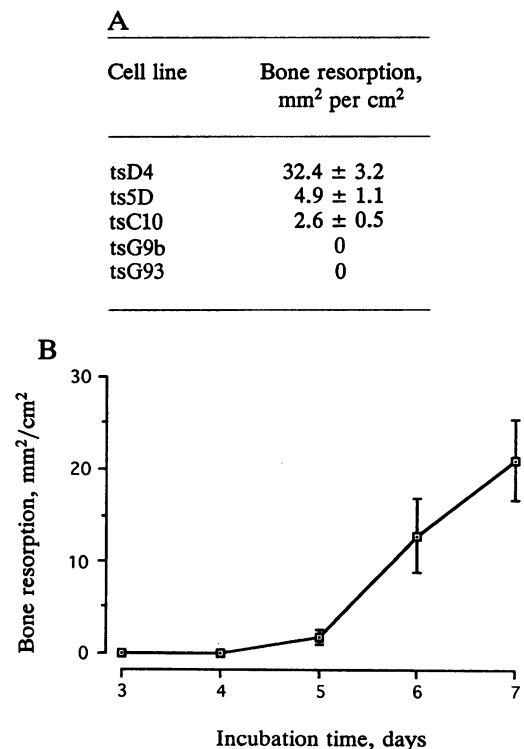 A
Cell line Bone resorption,
mm² per cm²
tsD4 32.4 ± 3.2
ts5D 4.9 ± 1.1
tsC10 2.6 ± 0.5
tsG9b 0
tsG93 0
B
30
20
10
0
Bone resorption, mm²/cm²
3 4 5 6 7
Incubation time, days